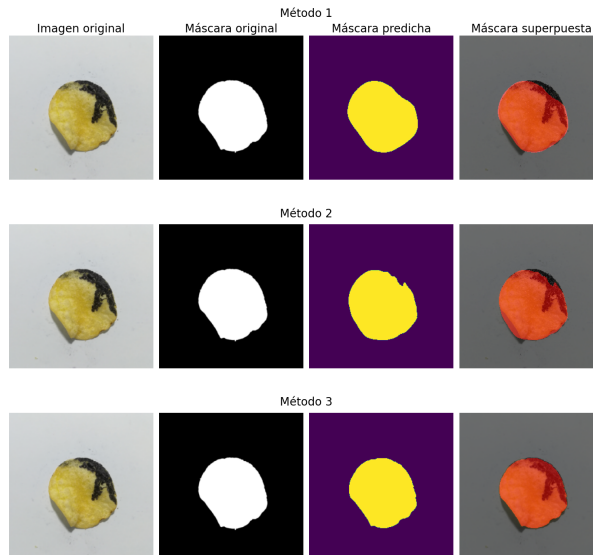 Método 1
Imagen original Máscara original Máscara predicha Máscara superpuesta
Método 2
Método 3